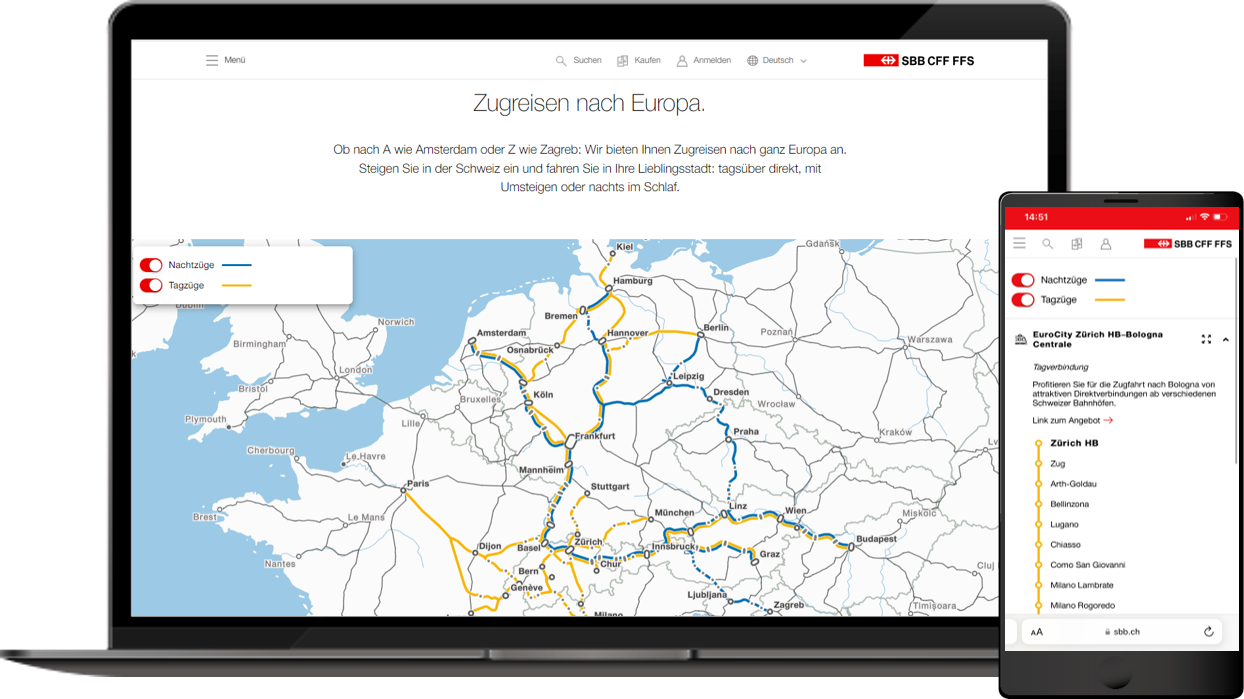 Menü
Suchen
Kaufen
Anmelden
Deutsch
SBB CFF FFS
Zugreisen nach Europa.
Ob nach A wie Amsterdam oder Z wie Zagreb: Wir bieten Ihnen Zugreisen nach ganz Europa an.
Steigen Sie in der Schweiz ein und fahren Sie in Ihre Lieblingsstadt: tagsüber direkt, mit
Umsteigen oder nachts im Schlaf.
Nachtzüge
Tagzüge
Kiel
Gdańsk
Hamburg
Dublin
Bremen
Norwich
Amsterdam
Hannover
Berlin
Poznań
Warszawa
Birmingham
Osnabrück
London
Leipzig
Bristol
Köln
Dresden
Bruxelles
Wrocław
Plymouth
Lille
Praha
Kraków
Frankfurt
Lv
Cherbourg
Le.Havre
Mannheim
Paris
Stuttgart
Linz
Wien
Miskolc
München
Brest
Le Mans
Budapest
Zürich
Dijon
Basel
Innsbruck
Graz
Nantes
Chur
Bern
Cluj
Genève
Ljubljana
Zagreb
Timișoara
Milano
14:51
SBB CFF FFS
Nachtzüge
Tagzüge
EuroCity Zürich HB–Bologna
Centrale
Tagverbindung
Profitieren Sie für die Zugfahrt nach Bologna von
attraktiven Direktverbindungen ab verschiedenen
Schweizer Bahnhöfen.
Link zum Angebot →
Zürich HB
Zug
Arth-Goldau
Bellinzona
Lugano
Chiasso
Como San Giovanni
Milano Lambrate
Milano Rogoredo
AA
sbb.ch